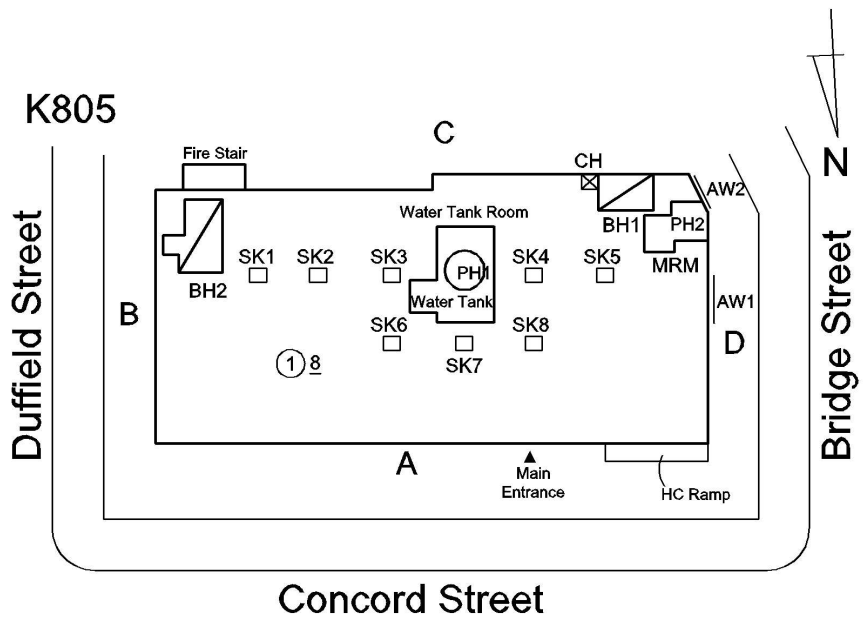 K805
C
N
Fire Stair
CH
AW2
Water Tank Room
BH1
PH2
SK1
SK2
SK3
PH1
SK4
SK5
MRM
BH2
Water Tank
AW1
B
D
SK6
SK7
SK8
1 8
A
Main
Entrance
HC Ramp
Duffield Street
Bridge Street
Concord Street